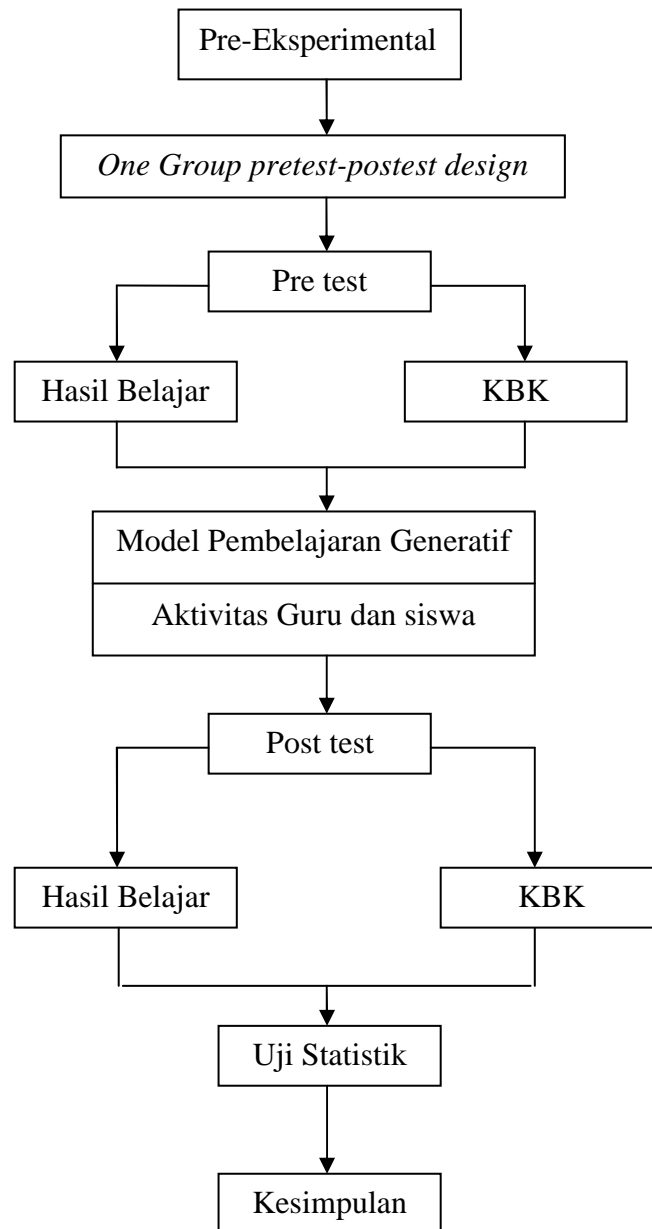 Pre-Eksperimental
One Group pretest-postest design
Pre test
Hasil Belajar
KBK
Model Pembelajaran Generatif
Aktivitas Guru dan siswa
Post test
Hasil Belajar
KBK
Uji Statistik
Kesimpulan